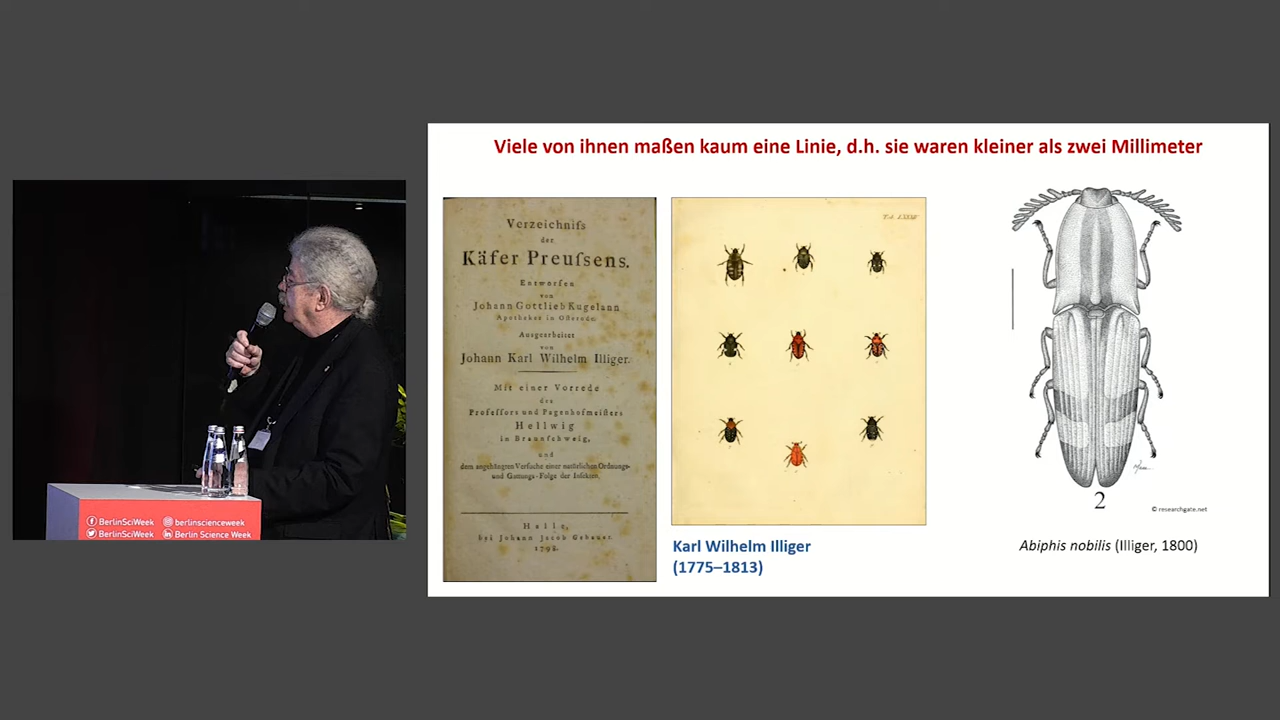 Viele von ihnen maßen kaum eine Linie, d.h. sie waren kleiner als zwei Millimeter
Verzeichniſs
der
Käfer Preuſsens.
Entworfen
von
Johann Gottlieb Kugelann
Apotheker in Oſterode.
Ausgearbeitet
von
Johann Karl Wilhelm Illiger.
Mit einer Vorrede
des
Profeſſors und Pagenhofmeiſters
Hellwig
in Braunſchweig,
und
dem angehängten Verſuche einer natürlichen Ordnungs-
und Gattungs-Folge der Inſekten.
Halle,
bei Johann Jacob Gebauer.
1798.
Karl Wilhelm Illiger
(1775–1813)
2
© researchgate.net
Abiphis nobilis (Illiger, 1800)
BerlinSciWeek
berlinscienceweek
BerlinSciWeek
Berlin Science Week